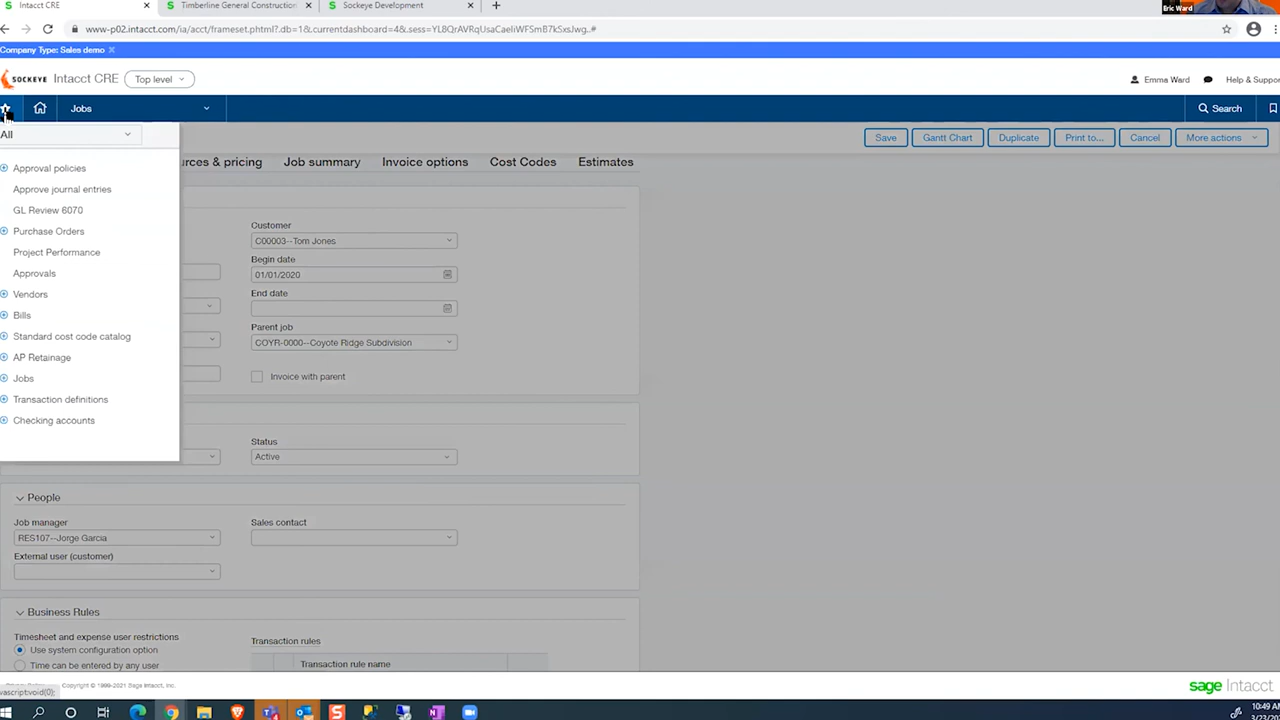 Intacct CRE
Timberline General Construction
Sockeye Development
Eric Ward
www-p02.intacct.com/ia/acct/frameset.phtml?.db=1&currentdashboard=4&.sess=YL8QrAVRqUsaCaeIiWFSmB7kSxsJwg..#
Company Type: Sales demo
SOCKEYE Intacct CRE Top level
Emma Ward
Help & Suppor
Jobs
Search
All
Save
Gantt Chart
Duplicate
Print to...
Cancel
More actions
urces & pricing
Job summary
Invoice options
Cost Codes
Estimates
Approval policies
Approve journal entries
GL Review 6070
Purchase Orders
Project Performance
Approvals
Vendors
Bills
Standard cost code catalog
AP Retainage
Jobs
Transaction definitions
Checking accounts
Customer
C00003--Tom Jones
Begin date
01/01/2020
End date
Parent job
COYR-0000--Coyote Ridge Subdivision
Invoice with parent
Status
Active
People
Job manager
RES107--Jorge Garcia
Sales contact
External user (customer)
Business Rules
Timesheet and expense user restrictions
Use system configuration option
Time can be entered by any user
Transaction rules
Transaction rule name
Privacy Policy Copyright © 1999-2021 Sage Intacct, Inc.
sage Intacct
vascript:void(0);
10:49 A
3/23/2